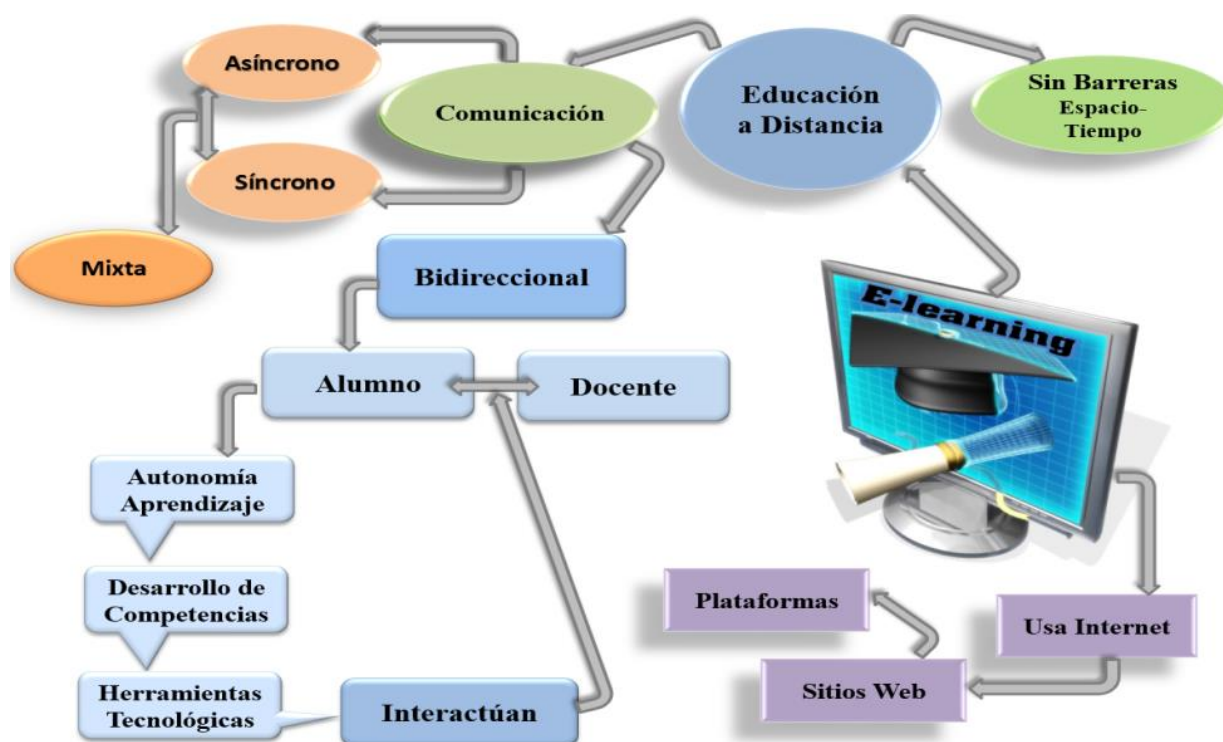 Asíncrono
Síncrono
Mixta
Comunicación
Educación
a Distancia
Sin Barreras
Espacio-
Tiempo
Bidireccional
Alumno
Docente
Autonomía
Aprendizaje
Desarrollo de
Competencias
Herramientas
Tecnológicas
Interactúan
E-learning
Usa Internet
Sitios Web
Plataformas